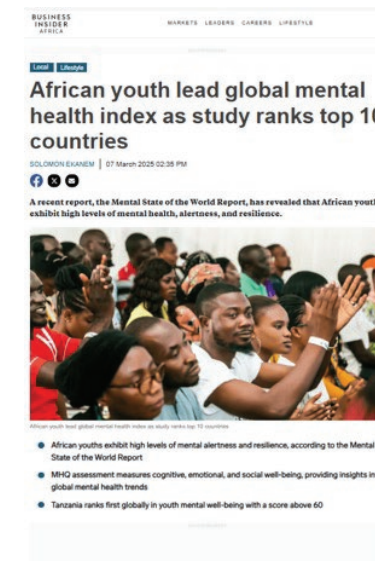 BUSINESS
INSIDER
AFRICA
MARKETS LEADERS CAREERS LIFESTYLE
Local Lifestyle
African youth lead global mental
health index as study ranks top 10
countries
SOLOMON EKANEM | 07 March 2025 02:35 PM
A recent report, the Mental State of the World Report, has revealed that African yout
exhibit high levels of mental health, alertness, and resilience.
African youth lead global mental health index as study ranks top 10 countries
African youths exhibit high levels of mental alertness and resilience, according to the Mental
State of the World Report
MHQ assessment measures cognitive, emotional, and social well-being, providing insights in
global mental health trends
Tanzania ranks first globally in youth mental well-being with a score above 60